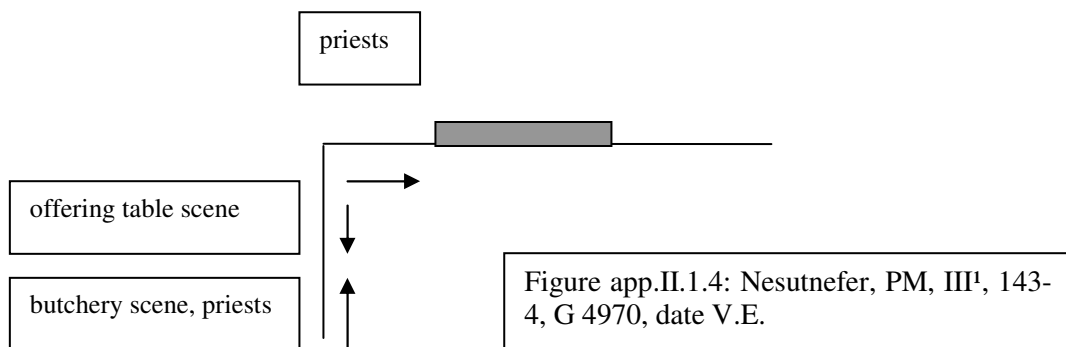 priests
offering table scene
butchery scene, priests
Figure app.II.1.4: Nesutnefer, PM, III¹, 143-
4, G 4970, date V.E.